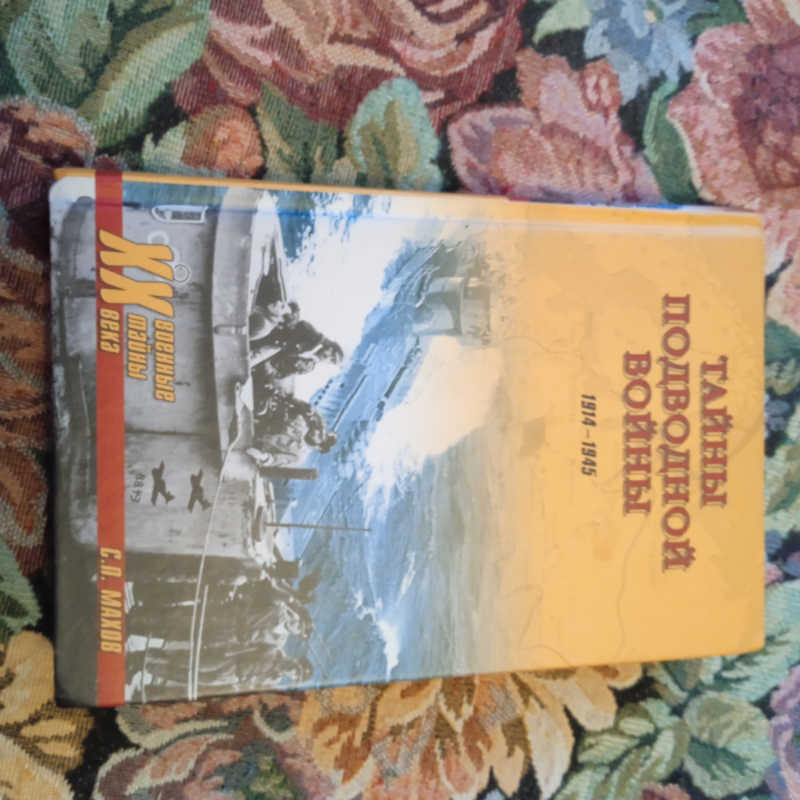 ТАЙНЫ
ПОДВОДНОЙ
ВОЙНЫ
1914–1945
военные
тайны
XX
века
С.П. МАХОВ